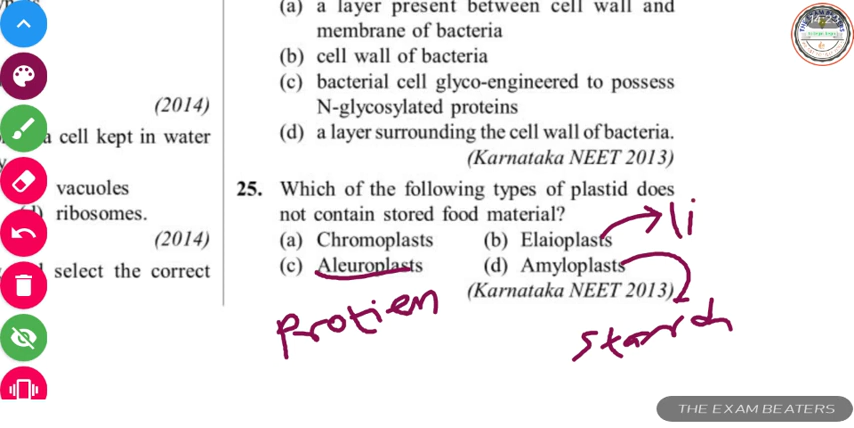 (a) a layer present between cell wall and
membrane of bacteria
(b) cell wall of bacteria
(c) bacterial cell glyco-engineered to possess
N-glycosylated proteins
(d) a layer surrounding the cell wall of bacteria.
(Karnataka NEET 2013)
(2014)
a cell kept in water
vacuoles
ribosomes.
(2014)
select the correct
25. Which of the following types of plastid does
not contain stored food material?
(a) Chromoplasts (b) Elaioplasts
(c) Aleuroplasts (d) Amyloplasts
(Karnataka NEET 2013)
li
Protien
starch
14:23
THE EXAM BEATERS